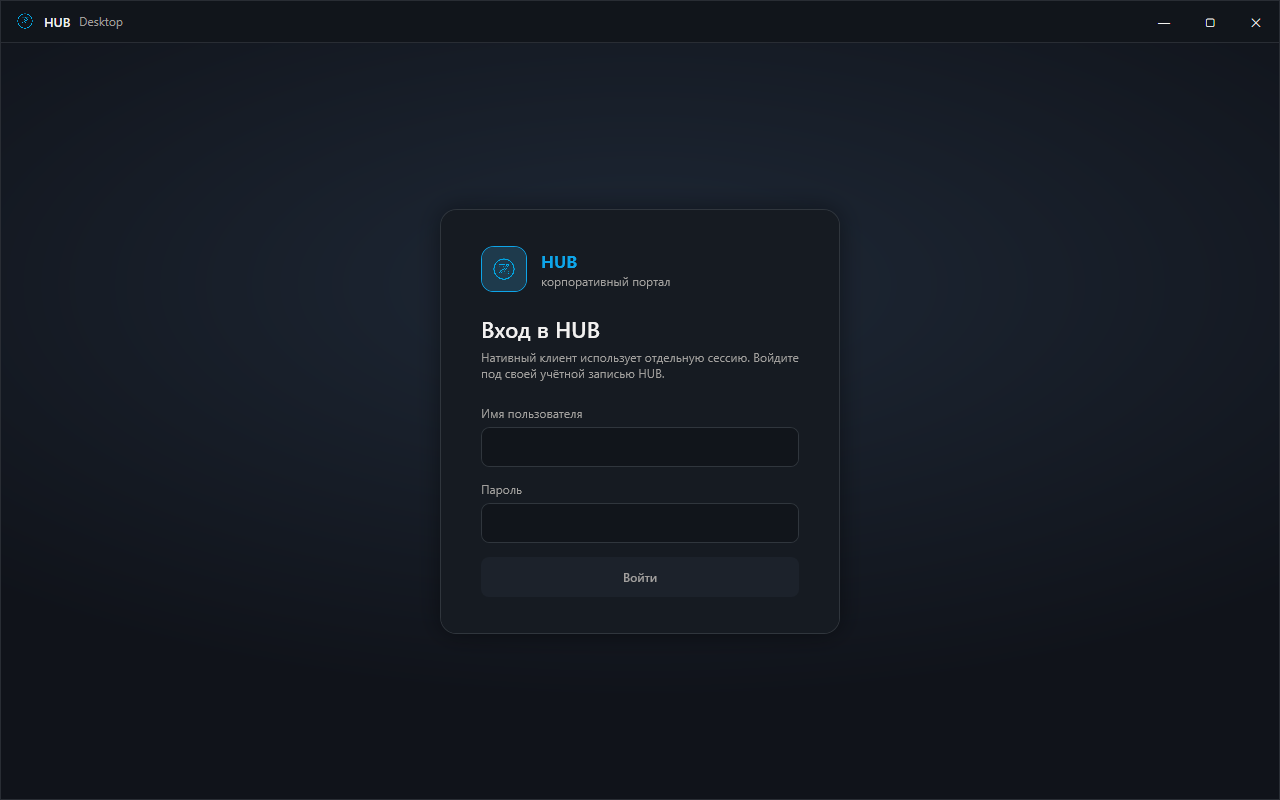 HUB Desktop
HUB
корпоративный портал
Вход в HUB
Нативный клиент использует отдельную сессию. Войдите
под своей учётной записью HUB.
Имя пользователя
Пароль
Войти